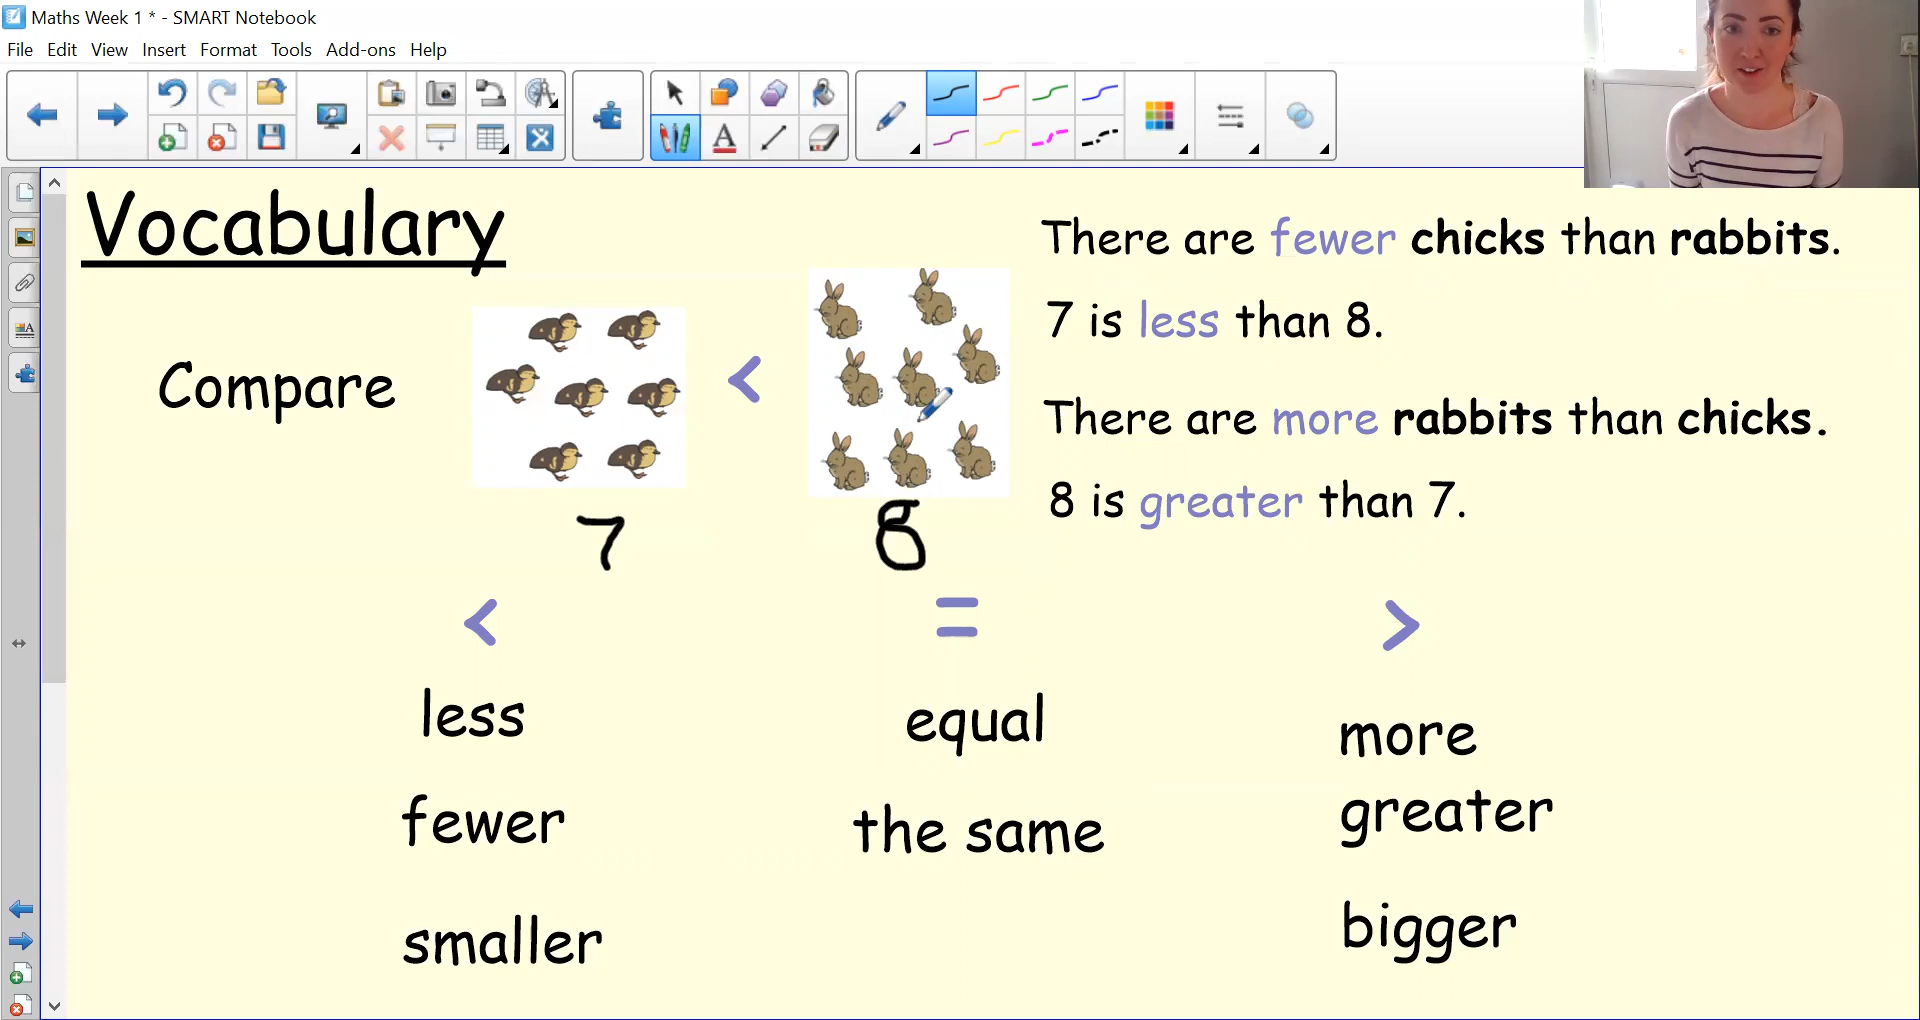 Maths Week 1 * - SMART Notebook
File Edit View Insert Format Tools Add-ons Help
Vocabulary
There are fewer chicks than rabbits.
7 is less than 8.
Compare
<
There are more rabbits than chicks.
8 is greater than 7.
7 8
< = >
less equal more
fewer the same greater
smaller bigger